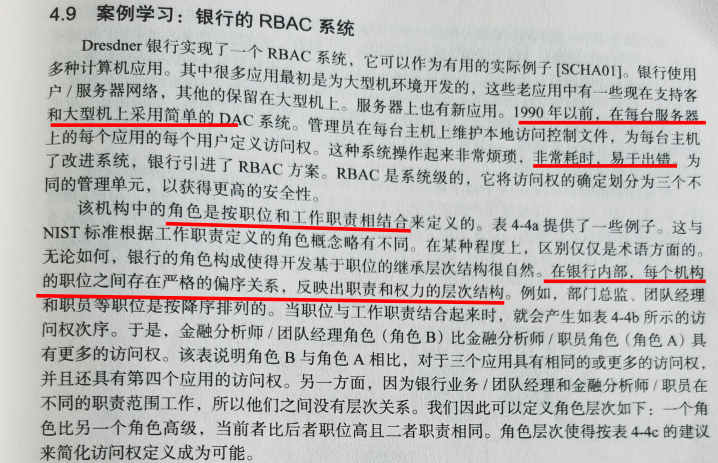 4.9 案例学习：银行的 RBAC 系统
Dresdner 银行实现了一个 RBAC 系统，它可以作为有用的实际例子 [SCHA01]。银行使用
多种计算机应用。其中很多应用最初是为大型机环境开发的，这些老应用中有一些现在支持客
户 / 服务器网络，其他的保留在大型机上。服务器上也有新应用。1990 年以前，在每台服务器
和大型机上采用简单的 DAC 系统。管理员在每台主机上维护本地访问控制文件，为每台主机
上的每个应用的每个用户定义访问权。这种系统操作起来非常烦琐，非常耗时，易于出错。为
了改进系统，银行引进了 RBAC 方案。RBAC 是系统级的，它将访问权的确定划分为三个不
同的管理单元，以获得更高的安全性。
该机构中的角色是按职位和工作职责相结合来定义的。表 4-4a 提供了一些例子。这与
NIST 标准根据工作职责定义的角色概念略有不同。在某种程度上，区别仅仅是术语方面的。
无论如何，银行的角色构成使得开发基于职位的继承层次结构很自然。在银行内部，每个机构
的职位之间存在严格的偏序关系，反映出职责和权力的层次结构。例如，部门总监、团队经理
和职员等职位是按降序排列的。当职位与工作职责结合起来时，就会产生如表 4-4b 所示的访
问权次序。于是，金融分析师 / 团队经理角色（角色 B）比金融分析师 / 职员角色（角色 A）具
有更多的访问权。该表说明角色 B 与角色 A 相比，对于三个应用具有相同的或更多的访问权，
并且还具有第四个应用的访问权。另一方面，因为银行业务 / 团队经理和金融分析师 / 职员在
不同的职责范围工作，所以他们之间没有层次关系。我们因此可以定义角色层次如下：一个角
色比另一个角色高级，当前者比后者职位高且二者职责相同。角色层次使得按表 4-4c 的建议
来简化访问权定义成为可能。